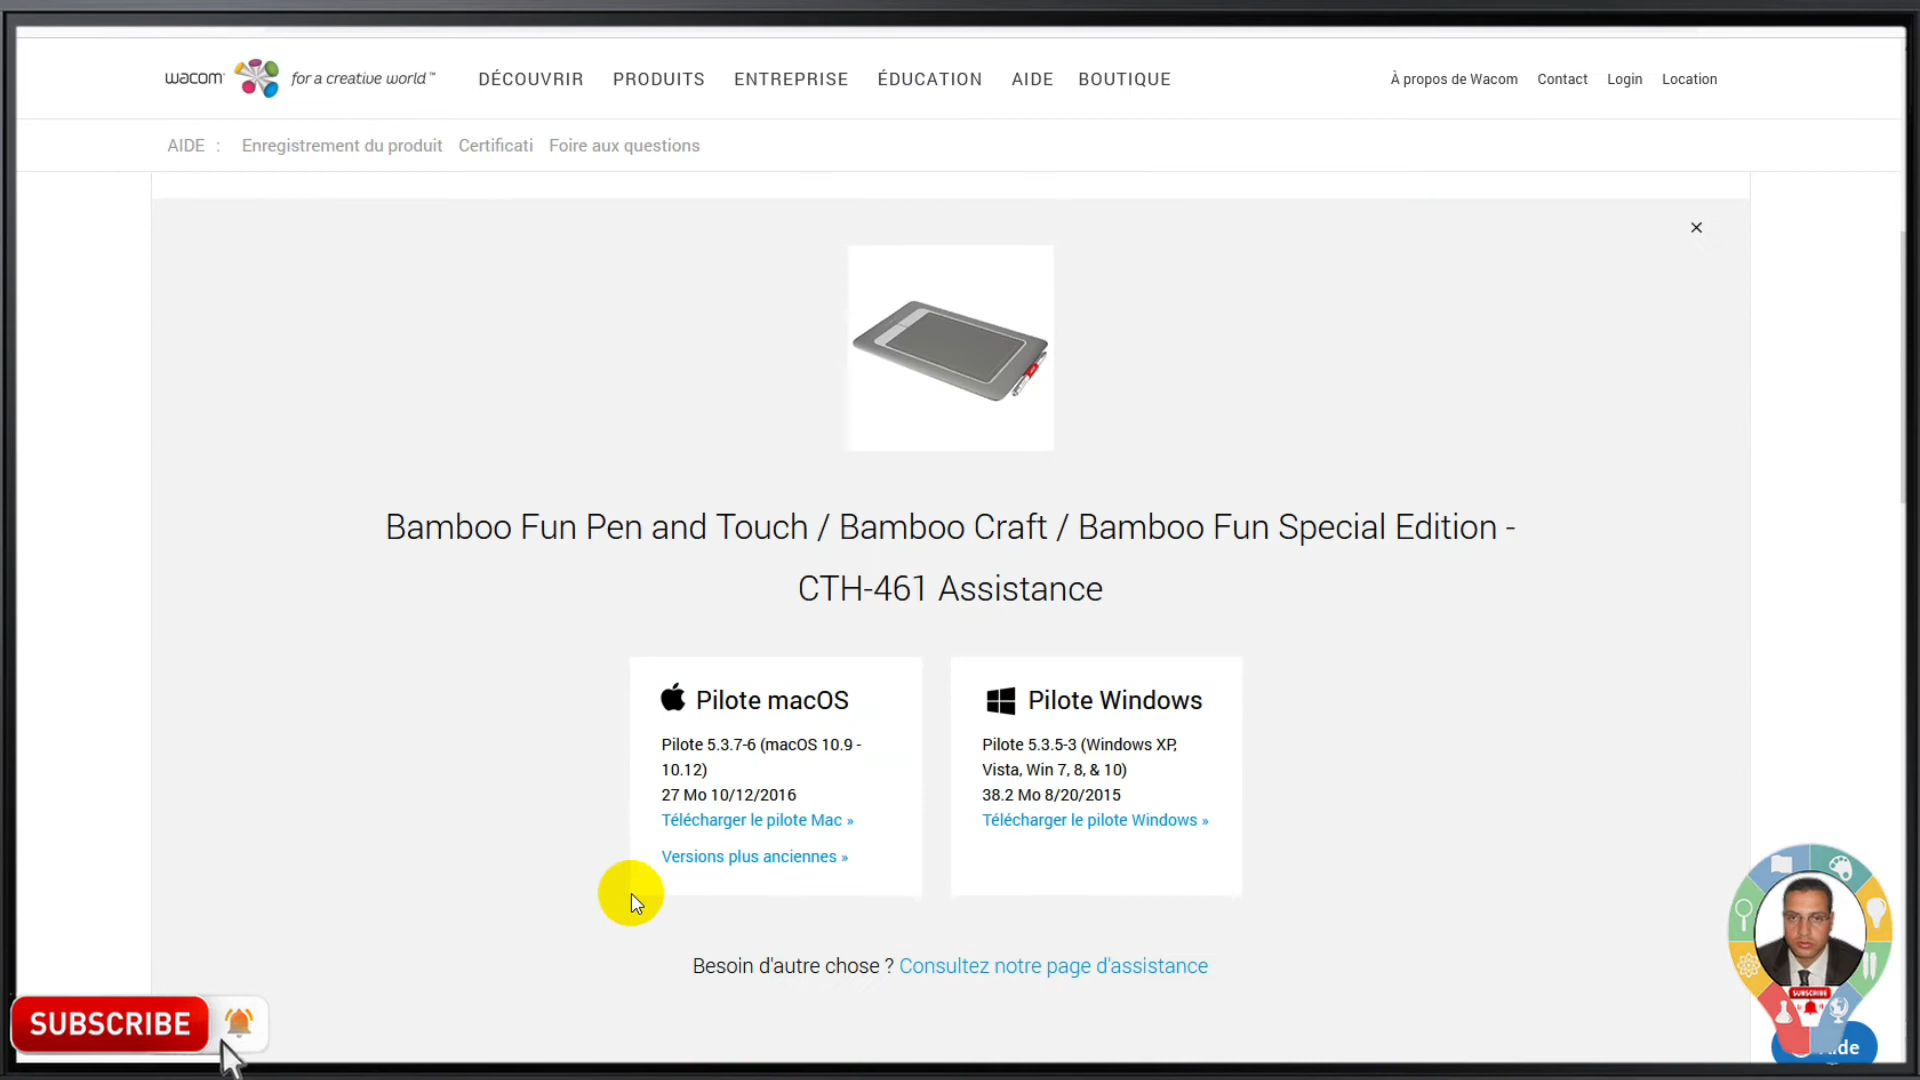 wacom for a creative world™ DÉCOUVRIR PRODUITS ENTREPRISE ÉDUCATION AIDE BOUTIQUE À propos de Wacom Contact Login Location
AIDE : Enregistrement du produit Certificati Foire aux questions
Bamboo Fun Pen and Touch / Bamboo Craft / Bamboo Fun Special Edition -
CTH-461 Assistance
Pilote macOS
Pilote 5.3.7-6 (macOS 10.9 -
10.12)
27 Mo 10/12/2016
Télécharger le pilote Mac »
Versions plus anciennes »
Pilote Windows
Pilote 5.3.5-3 (Windows XP,
Vista, Win 7, 8, & 10)
38.2 Mo 8/20/2015
Télécharger le pilote Windows »
Besoin d'autre chose ? Consultez notre page d'assistance
SUBSCRIBE
SUBSCRIBE